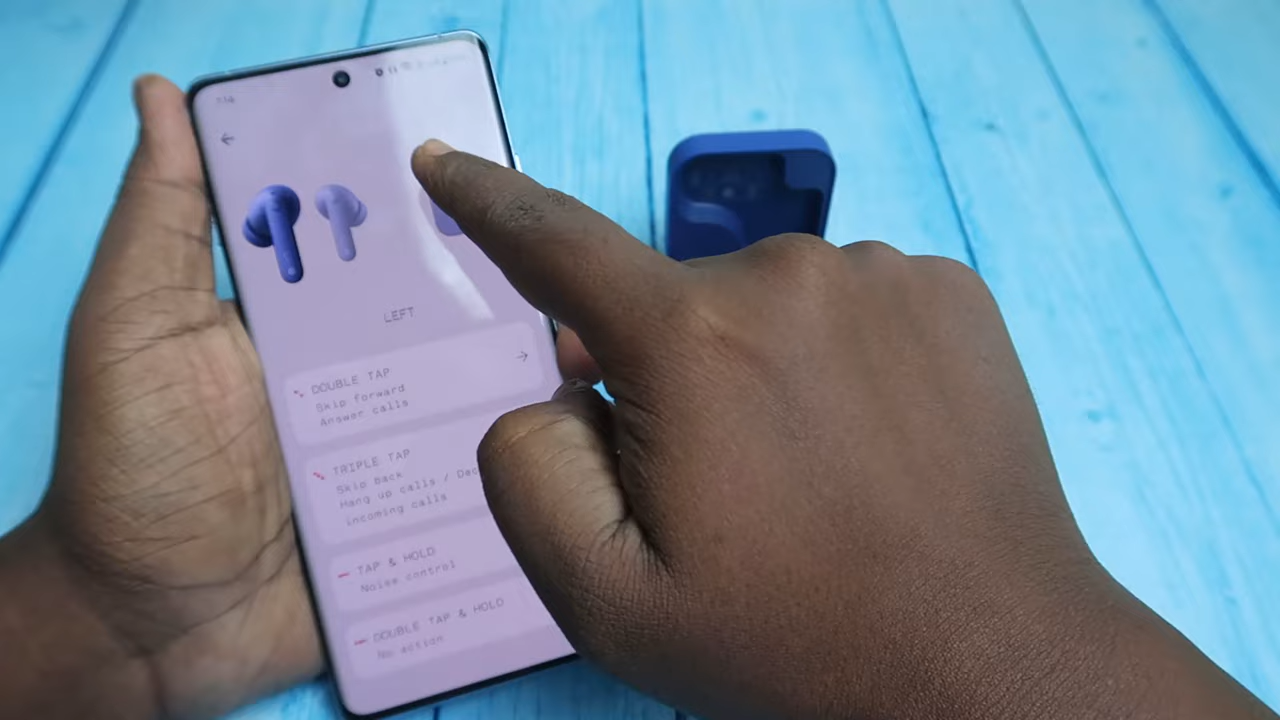 LEFT
DOUBLE TAP
Skip forward
Answer calls
TRIPLE TAP
Skip back
Hang up calls /
incoming calls
TAP & HOLD
Noise control
DOUBLE TAP & HOLD
No action